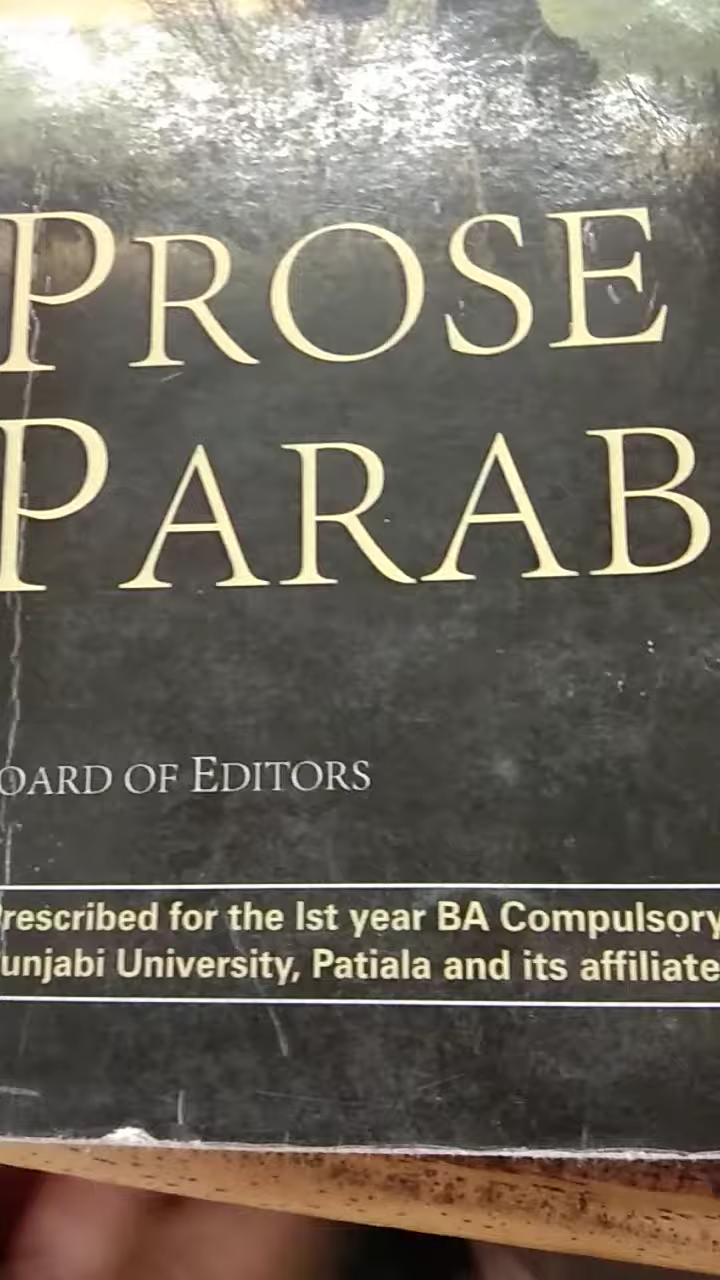 PROSE
PARAB
OARD OF EDITORS
rescribed for the Ist year BA Compulsory
unjabi University, Patiala and its affiliate